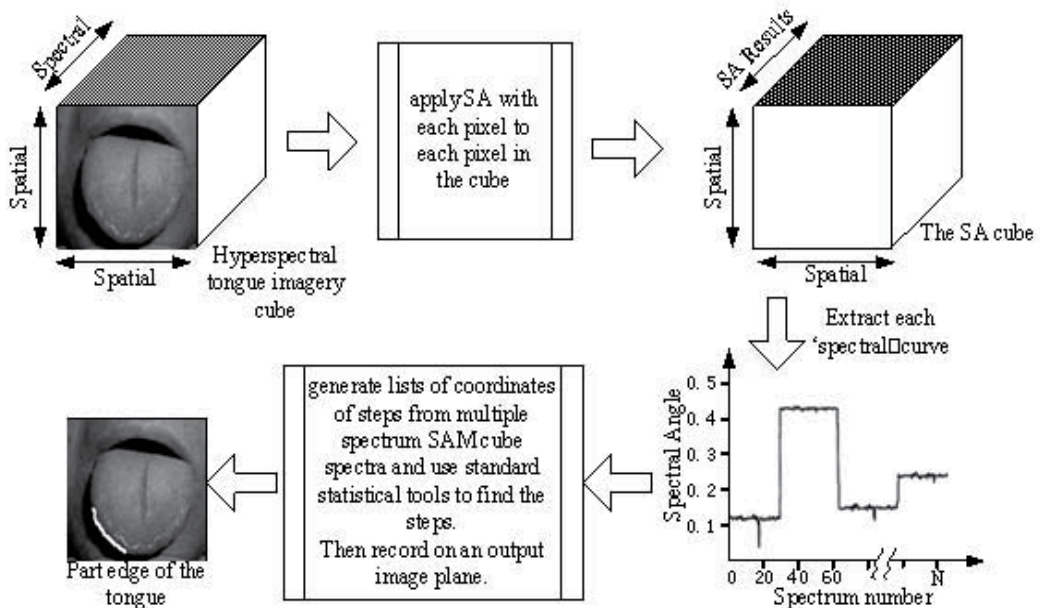 Spectral
Spatial
Spatial
Hyperspectral
tongue imagery
cube
applySA with
each pixel to
each pixel in
the cube
SA Results
Spatial
Spatial
The SA cube
Extract each
‘spectral□curve
Spectral Angle
0.5
0.4
0.3
0.2
0.1
0 20 40 60 N
Spectrum number
generate lists of coordinates
of steps from multiple
spectrum SAMcube
spectra and use standard
statistical tools to find the
steps.
Then record on an output
image plane.
Part edge of the
tongue